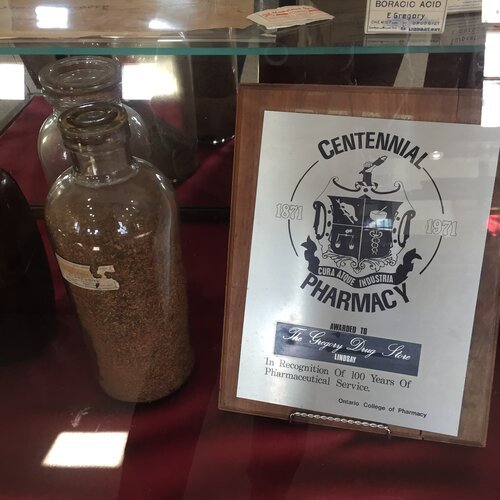 BORACIC ACID
E Gregory
LINDSAY
CENTENNIAL
1871
1971
CURA ATQUE INDUSTRIA
PHARMACY
AWARDED TO
The Gregory Drug Store
LINDSAY
In Recognition Of 100 Years Of
Pharmaceutical Service.
Ontario College of Pharmacy